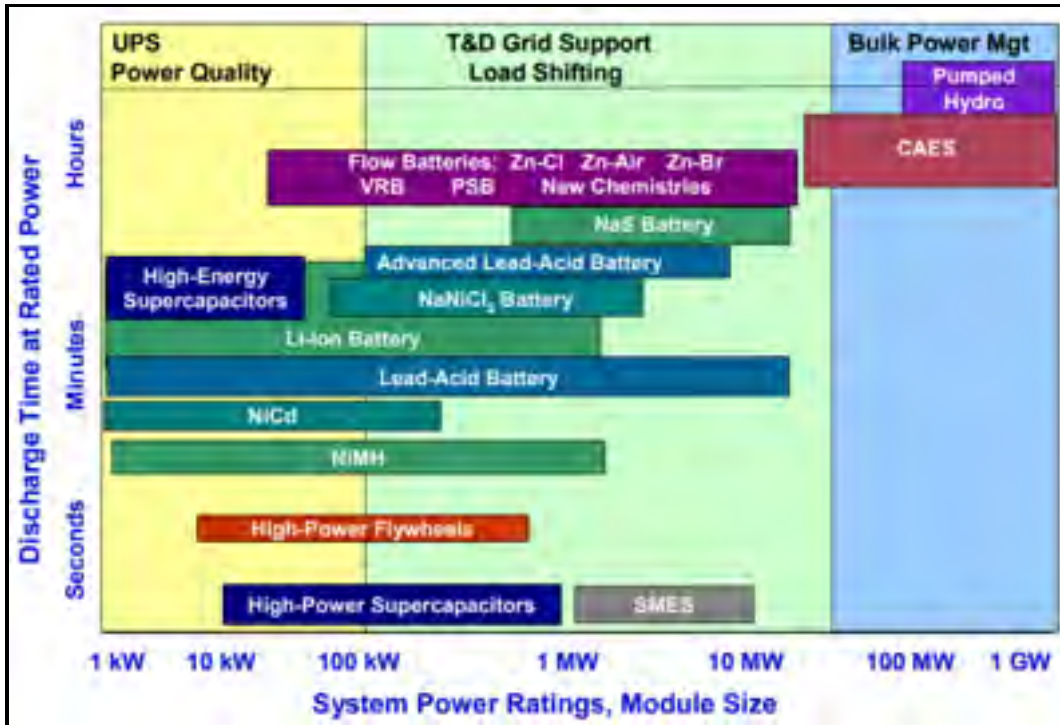 UPS
Power Quality
T&D Grid Support
Load Shifting
Bulk Power Mgt
Pumped
Hydro
CAES
Flow Batteries: Zn-Cl Zn-Air Zn-Br
VRB PSB New Chemistries
NaS Battery
Advanced Lead-Acid Battery
High-Energy
Supercapacitors
NaNiCl₂ Battery
Li-Ion Battery
Lead-Acid Battery
NiCd
NiMH
High-Power Flywheels
High-Power Supercapacitors
SMES
Discharge Time at Rated Power
Hours
Minutes
Seconds
1 kW 10 kW 100 kW 1 MW 10 MW 100 MW 1 GW
System Power Ratings, Module Size